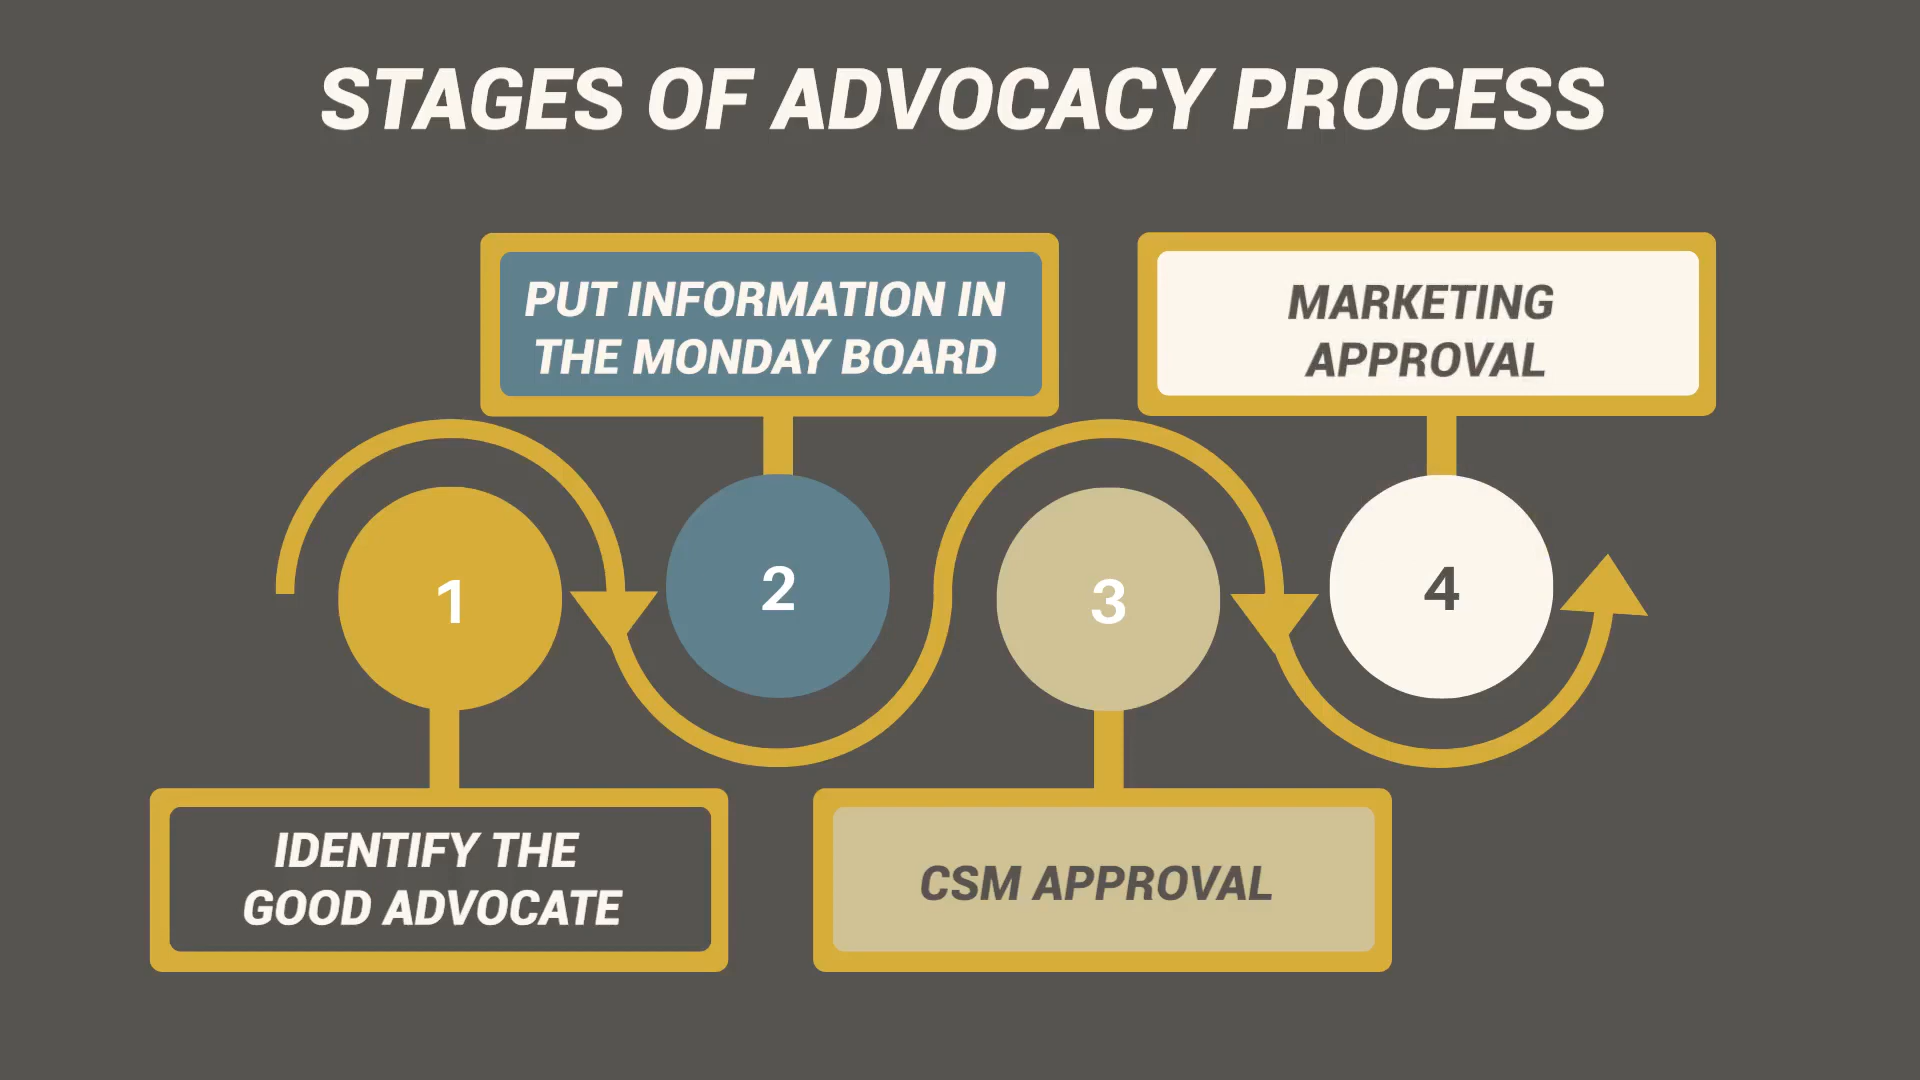 STAGES OF ADVOCACY PROCESS
PUT INFORMATION IN
THE MONDAY BOARD
MARKETING
APPROVAL
1
2
3
4
IDENTIFY THE
GOOD ADVOCATE
CSM APPROVAL